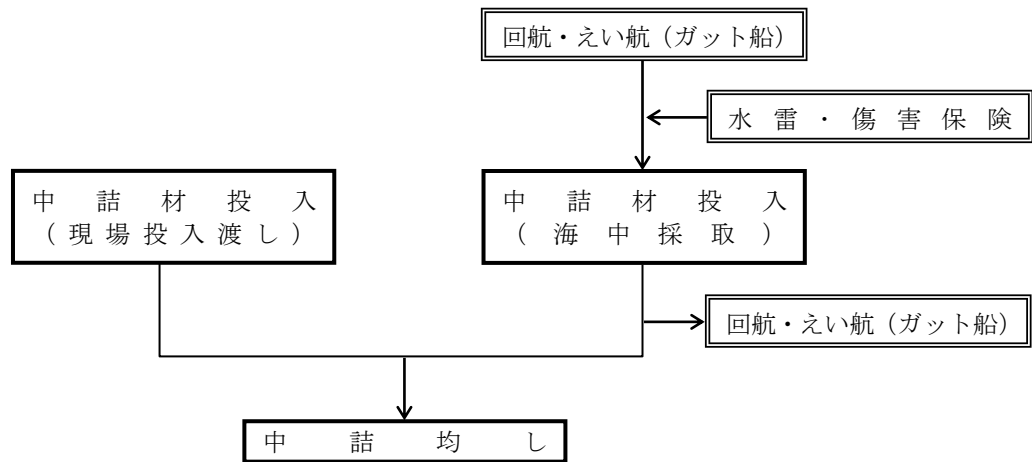 回航・えい航（ガット船）
水雷・傷害保険
中詰材投入
（現場投入渡し）
中詰材投入
（海中採取）
回航・えい航（ガット船）
中詰均し